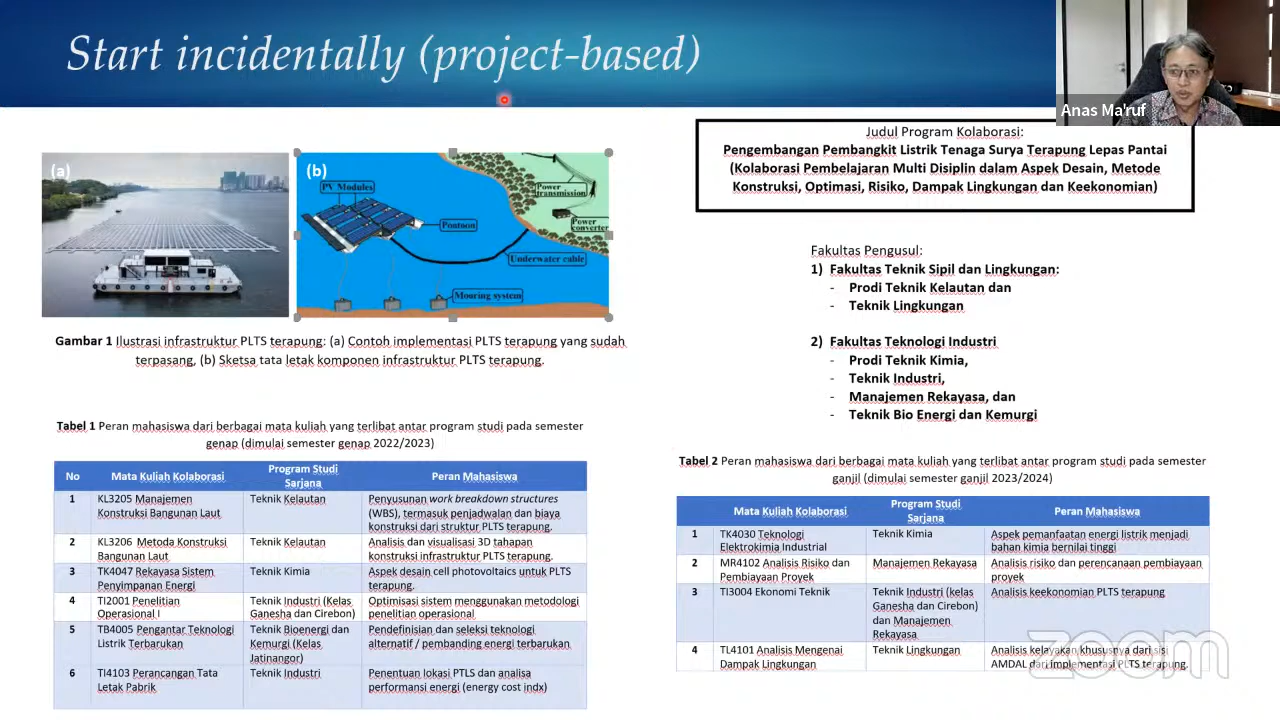 Start incidentally (project-based)
Anas Ma'ruf
(a)
(b)
PV Modules
Pontoon
Power
transmission
Power
converter
Underwater cable
Mooring system
Gambar 1 Ilustrasi infrastruktur PLTS terapung: (a) Contoh implementasi PLTS terapung yang sudah
terpasang, (b) Sketsa tata letak komponen infrastruktur PLTS terapung.
Judul Program Kolaborasi:
Pengembangan Pembangkit Listrik Tenaga Surya Terapung Lepas Pantai
(Kolaborasi Pembelajaran Multi Disiplin dalam Aspek Desain, Metode
Konstruksi, Optimasi, Risiko, Dampak Lingkungan dan Keekonomian)
Fakultas Pengusul:
1) Fakultas Teknik Sipil dan Lingkungan:
- Prodi Teknik Kelautan dan
- Teknik Lingkungan
2) Fakultas Teknologi Industri
- Prodi Teknik Kimia,
- Teknik Industri,
- Manajemen Rekayasa, dan
- Teknik Bio Energi dan Kemurgi
Tabel 1 Peran mahasiswa dari berbagai mata kuliah yang terlibat antar program studi pada semester
genap (dimulai semester genap 2022/2023)
No Mata Kuliah Kolaborasi Program Studi Sarjana Peran Mahasiswa
1 KL3205 Manajemen Konstruksi Bangunan Laut Teknik Kelautan Penyusunan work breakdown structures (WBS), termasuk penjadwalan dan biaya konstruksi dari struktur PLTS terapung.
2 KL3206 Metoda Konstruksi Bangunan Laut Teknik Kelautan Analisis dan visualisasi 3D tahapan konstruksi infrastruktur PLTS terapung.
3 TK4047 Rekayasa Sistem Penyimpanan Energi Teknik Kimia Aspek desain cell photovoltaics untuk PLTS terapung.
4 TI2001 Penelitian Operasional I Teknik Industri (Kelas Ganesha dan Cirebon) Optimisasi sistem menggunakan metodologi penelitian operasional
5 TB4005 Pengantar Teknologi Listrik Terbarukan Teknik Bioenergi dan Kemurgi (Kelas Jatinangor) Pendefinisian dan seleksi teknologi alternatif / pembanding energi terbarukan
6 TI4103 Perancangan Tata Letak Pabrik Teknik Industri Penentuan lokasi PTLS dan analisa performansi energi (energy cost indx)
Tabel 2 Peran mahasiswa dari berbagai mata kuliah yang terlibat antar program studi pada semester
ganjil (dimulai semester ganjil 2023/2024)
Mata Kuliah Kolaborasi Program Studi Sarjana Peran Mahasiswa
1 TK4030 Teknologi Elektrokimia Industrial Teknik Kimia Aspek pemanfaatan energi listrik menjadi bahan kimia bernilai tinggi
2 MR4102 Analisis Risiko dan Pembiayaan Proyek Manajemen Rekayasa Analisis risiko dan perencanaan pembiayaan proyek
3 TI3004 Ekonomi Teknik Teknik Industri (kelas Ganesha dan Cirebon) dan Manajemen Rekayasa Analisis keekonomian PLTS terapung
4 TL4101 Analisis Mengenai Dampak Lingkungan Teknik Lingkungan Analisis kelayakan khususnya dari sisi AMDAL dari implementasi PLTS terapung.
zoom